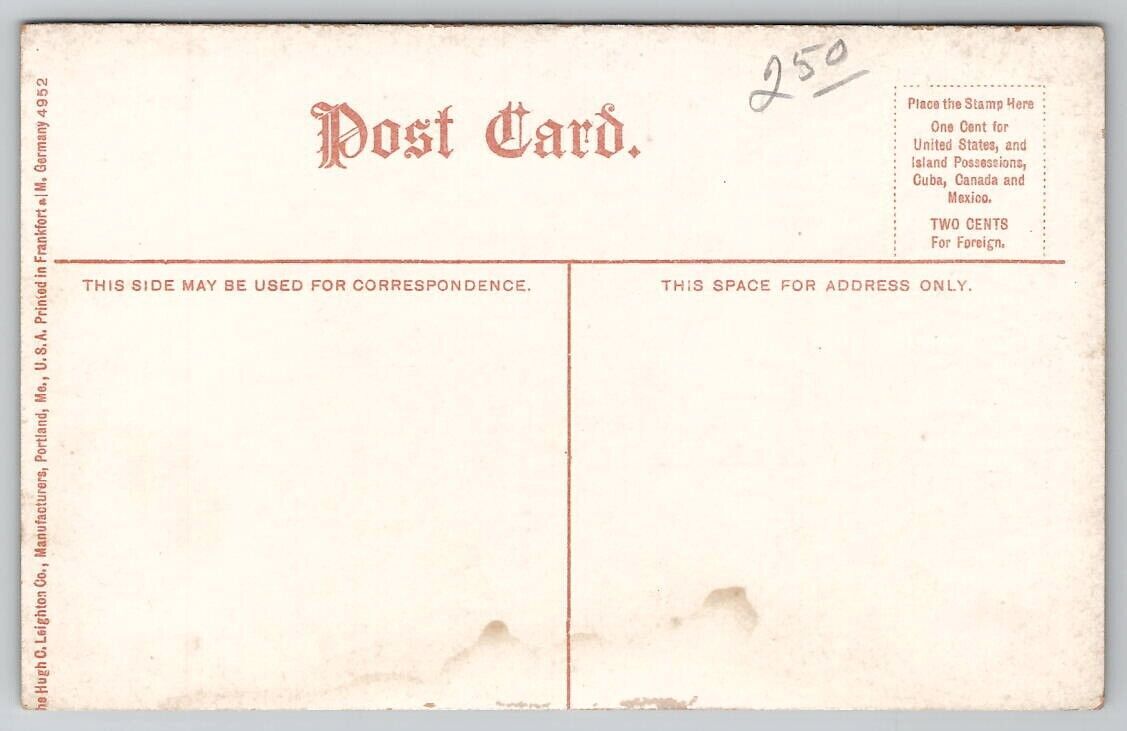 250
Post Card.
Place the Stamp Here
One Cent for
United States, and
Island Possessions,
Cuba, Canada and
Mexico.
TWO CENTS
For Foreign.
THIS SIDE MAY BE USED FOR CORRESPONDENCE.
THIS SPACE FOR ADDRESS ONLY.
he Hugh C. Leighton Co., Manufacturers, Portland, Me., U.S.A. Printed in Frankfort a|M. Germany 4952